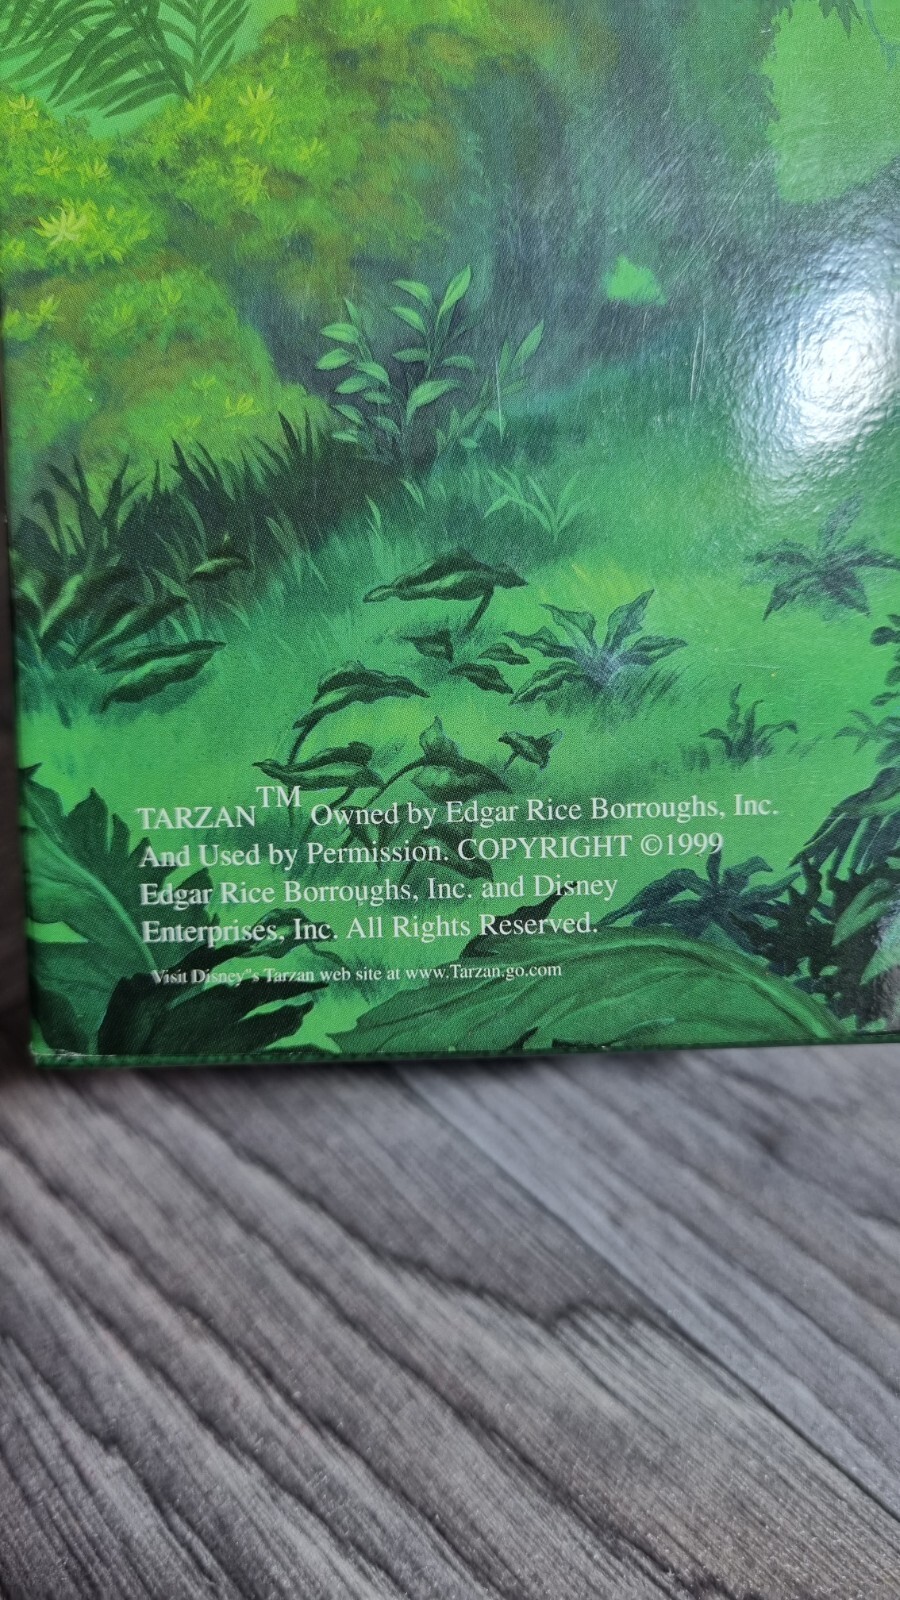 TARZAN™ Owned by Edgar Rice Borroughs, Inc.
And Used by Permission. COPYRIGHT ©1999
Edgar Rice Borroughs, Inc. and Disney
Enterprises, Inc. All Rights Reserved.
Visit Disney"s Tarzan web site at www.Tarzan.go.com